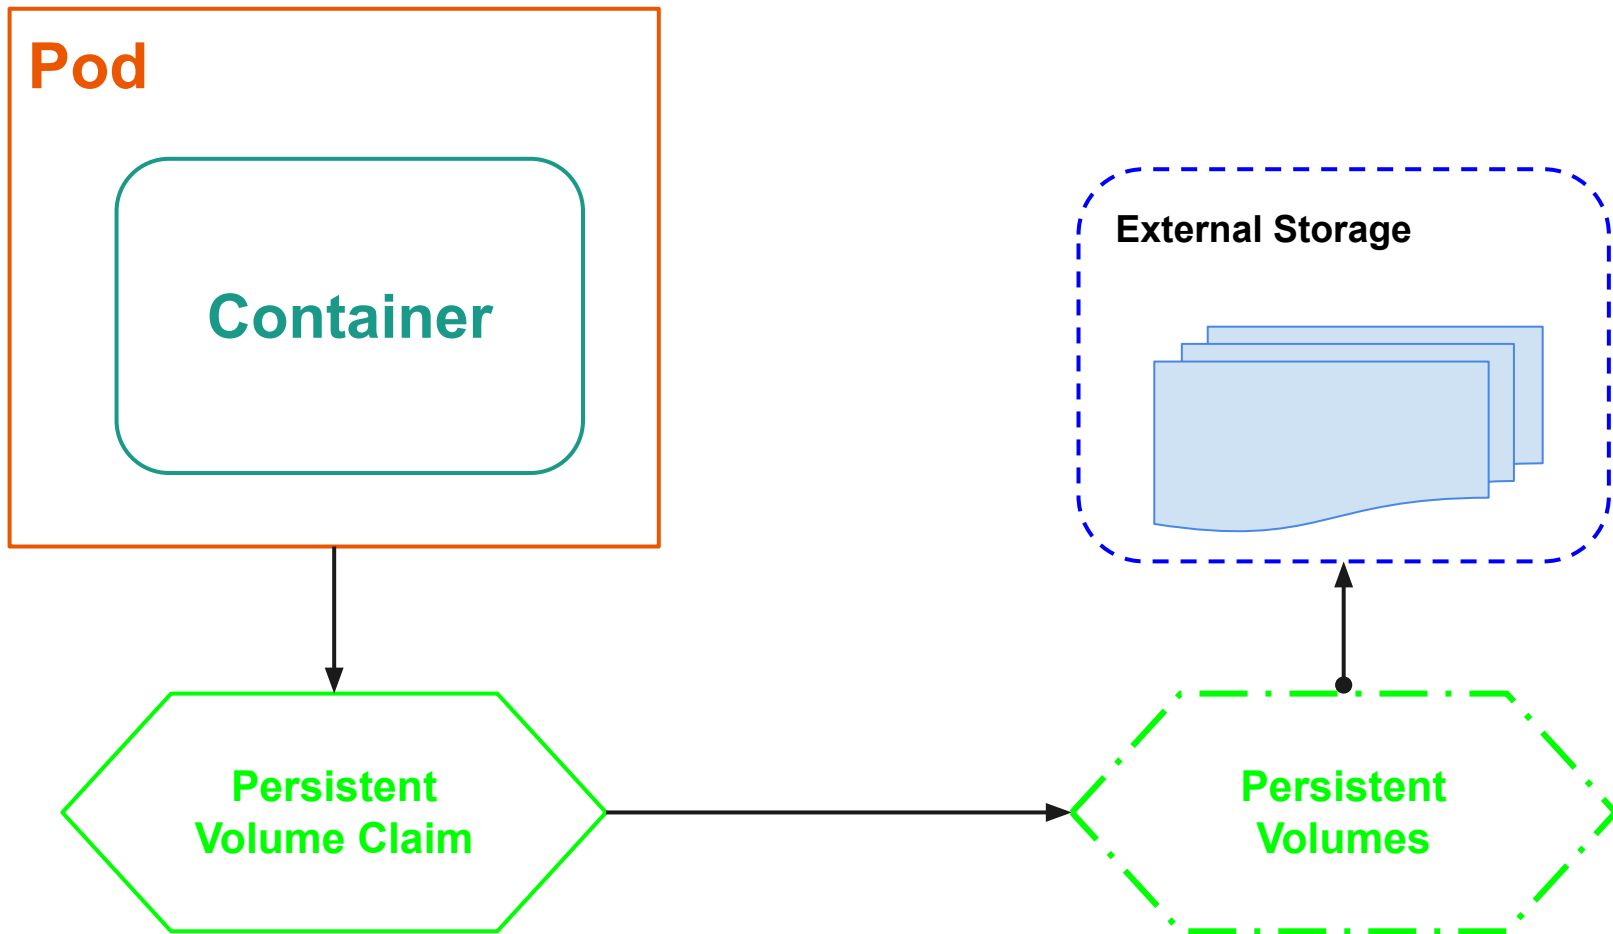 Pod
Container
External Storage
Persistent
Volume Claim
Persistent
Volumes